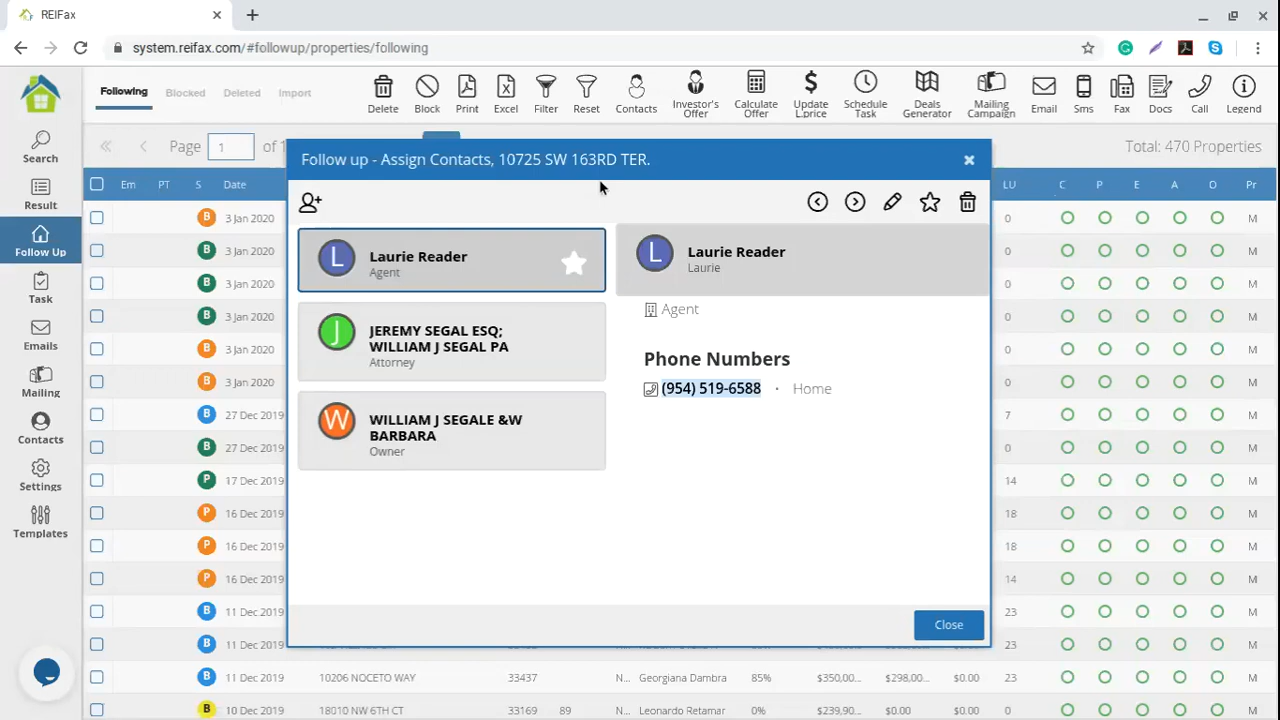 REIFax
system.reifax.com/#followup/properties/following
Following
Blocked
Deleted
Import
Delete
Block
Print
Excel
Filter
Reset
Contacts
Investor's Offer
Calculate Offer
Update L.price
Schedule Task
Deals Generator
Mailing Campaign
Email
Sms
Fax
Docs
Call
Legend
Search
Result
Follow Up
Task
Emails
Mailing
Contacts
Settings
Templates
Page 1 of 1
Total: 470 Properties
Em PT S Date LU C P E A O Pr
Follow up - Assign Contacts, 10725 SW 163RD TER.
L Laurie Reader
Agent
J JEREMY SEGAL ESQ;
WILLIAM J SEGAL PA
Attorney
W WILLIAM J SEGALE &W
BARBARA
Owner
L Laurie Reader
Laurie
Agent
Phone Numbers
(954) 519-6588 · Home
Close
B 3 Jan 2020 0 M
B 3 Jan 2020 0 M
B 3 Jan 2020 0 M
B 3 Jan 2020 0 M
B 3 Jan 2020 0 M
B 3 Jan 2020 0 M
B 27 Dec 2019 7 M
B 27 Dec 2019 0 M
P 17 Dec 2019 14 M
P 16 Dec 2019 18 M
P 16 Dec 2019 18 M
P 16 Dec 2019 14 M
B 11 Dec 2019 23 M
B 11 Dec 2019 23 M
B 11 Dec 2019 10206 NOCETO WAY 33437 N... Georgiana Dambra 85% $350,00... $298,00... $0.00 23 M
B 10 Dec 2019 18010 NW 6TH CT 33169 89 N... Leonardo Retamar 0% $239,90... $0.00 $0.00 0 M